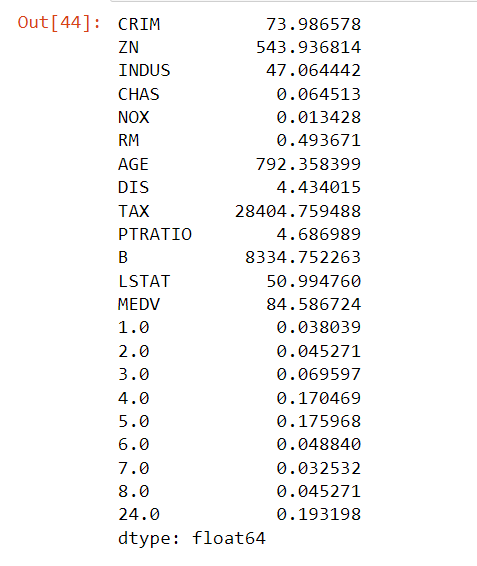 Out[44]: CRIM 73.986578
ZN 543.936814
INDUS 47.064442
CHAS 0.064513
NOX 0.013428
RM 0.493671
AGE 792.358399
DIS 4.434015
TAX 28404.759488
PTRATIO 4.686989
B 8334.752263
LSTAT 50.994760
MEDV 84.586724
1.0 0.038039
2.0 0.045271
3.0 0.069597
4.0 0.170469
5.0 0.175968
6.0 0.048840
7.0 0.032532
8.0 0.045271
24.0 0.193198
dtype: float64